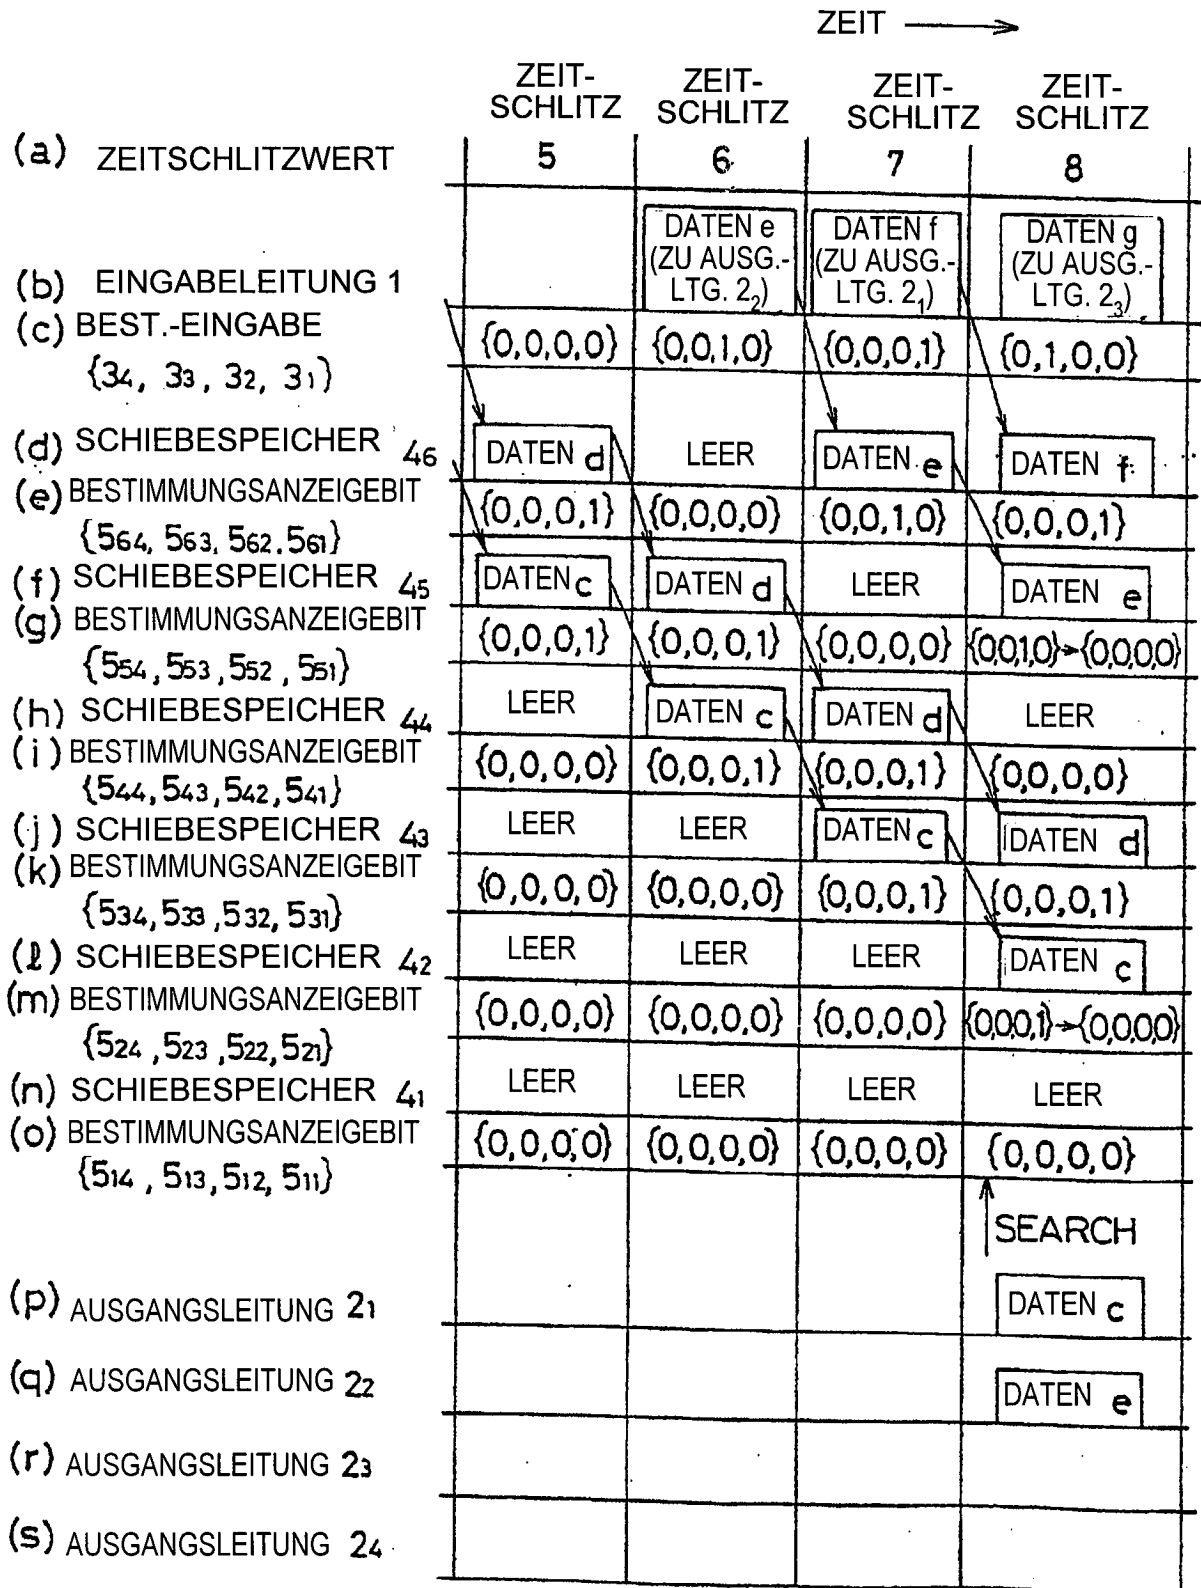 ZEIT
ZEIT- ZEIT- ZEIT- ZEIT-
SCHLITZ SCHLITZ SCHLITZ SCHLITZ
(a) ZEITSCHLITZWERT 5 6 7 8
DATEN e DATEN f DATEN g
(ZU AUSG.- (ZU AUSG.- (ZU AUSG.-
LTG. 2₂) LTG. 2₁) LTG. 2₃)
(b) EINGABELEITUNG 1
(c) BEST.-EINGABE {0,0,0,0} {0,0,1,0} {0,0,0,1} {0,1,0,0}
{3₄, 3₃, 3₂, 3₁}
(d) SCHIEBESPEICHER 4₆ DATEN d LEER DATEN e DATEN f
(e) BESTIMMUNGSANZEIGEBIT {0,0,0,1} {0,0,0,0} {0,0,1,0} {0,0,0,1}
{5₆₄, 5₆₃, 5₆₂. 5₆₁}
(f) SCHIEBESPEICHER 4₅ DATEN c DATEN d LEER DATEN e
(g) BESTIMMUNGSANZEIGEBIT {0,0,0,1} {0,0,0,1} {0,0,0,0} {0,0,1,0}→{0,0,0,0}
{5₅₄, 5₅₃, 5₅₂, 5₅₁}
(h) SCHIEBESPEICHER 4₄ LEER DATEN c DATEN d LEER
(i) BESTIMMUNGSANZEIGEBIT {0,0,0,0} {0,0,0,1} {0,0,0,1} {0,0,0,0}
{5₄₄, 5₄₃, 5₄₂, 5₄₁}
(j) SCHIEBESPEICHER 4₃ LEER LEER DATEN c DATEN d
(k) BESTIMMUNGSANZEIGEBIT {0,0,0,0} {0,0,0,0} {0,0,0,1} {0,0,0,1}
{5₃₄, 5₃₃, 5₃₂, 5₃₁}
(l) SCHIEBESPEICHER 4₂ LEER LEER LEER DATEN c
(m) BESTIMMUNGSANZEIGEBIT {0,0,0,0} {0,0,0,0} {0,0,0,0} {0,0,0,1}→{0,0,0,0}
{5₂₄, 5₂₃, 5₂₂, 5₂₁}
(n) SCHIEBESPEICHER 4₁ LEER LEER LEER LEER
(o) BESTIMMUNGSANZEIGEBIT {0,0,0,0} {0,0,0,0} {0,0,0,0} {0,0,0,0}
{5₁₄, 5₁₃, 5₁₂, 5₁₁}
SEARCH
(p) AUSGANGSLEITUNG 2₁ DATEN c
(q) AUSGANGSLEITUNG 2₂ DATEN e
(r) AUSGANGSLEITUNG 2₃
(s) AUSGANGSLEITUNG 2₄